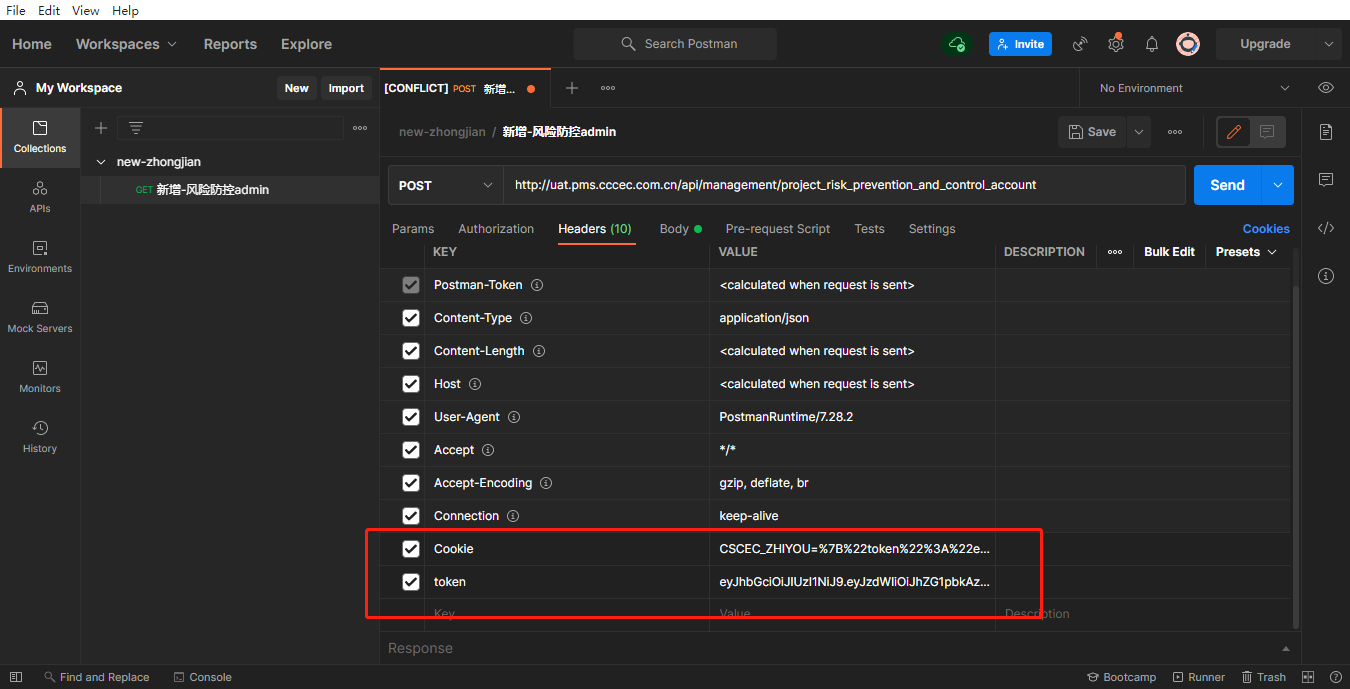 File Edit View Help
Home Workspaces Reports Explore Search Postman Invite Upgrade
My Workspace New Import [CONFLICT] POST 新增... No Environment
Collections
APIs
Environments
Mock Servers
Monitors
History
new-zhongjian
GET 新增-风险防控admin
new-zhongjian / 新增-风险防控admin Save
POST http://uat.pms.cccec.com.cn/api/management/project_risk_prevention_and_control_account Send
Params Authorization Headers (10) Body Pre-request Script Tests Settings Cookies
KEY VALUE DESCRIPTION Bulk Edit Presets
Postman-Token <calculated when request is sent>
Content-Type application/json
Content-Length <calculated when request is sent>
Host <calculated when request is sent>
User-Agent PostmanRuntime/7.28.2
Accept */*
Accept-Encoding gzip, deflate, br
Connection keep-alive
Cookie CSCEC_ZHIYOU=%7B%22token%22%3A%22e...
token eyJhbGciOiJIUzI1NiJ9.eyJzdWIiOiJhZG1pbkAz...
Key Value Description
Response
Find and Replace Console Bootcamp Runner Trash